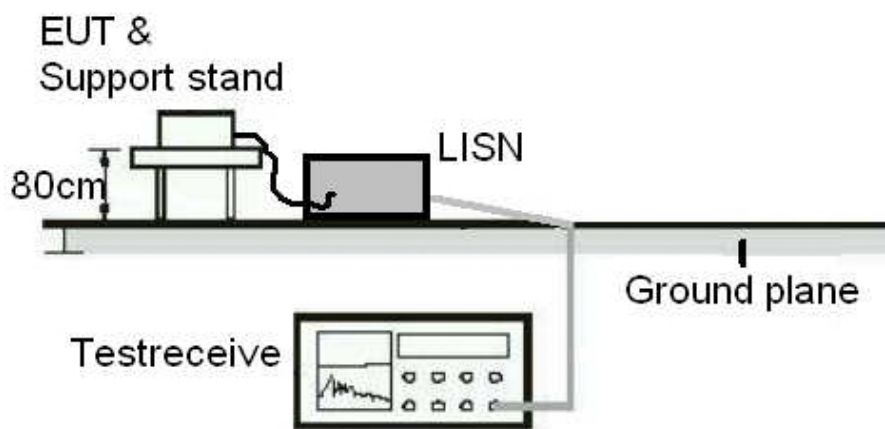 EUT &
Support stand
LISN
80cm
Ground plane
Testreceive